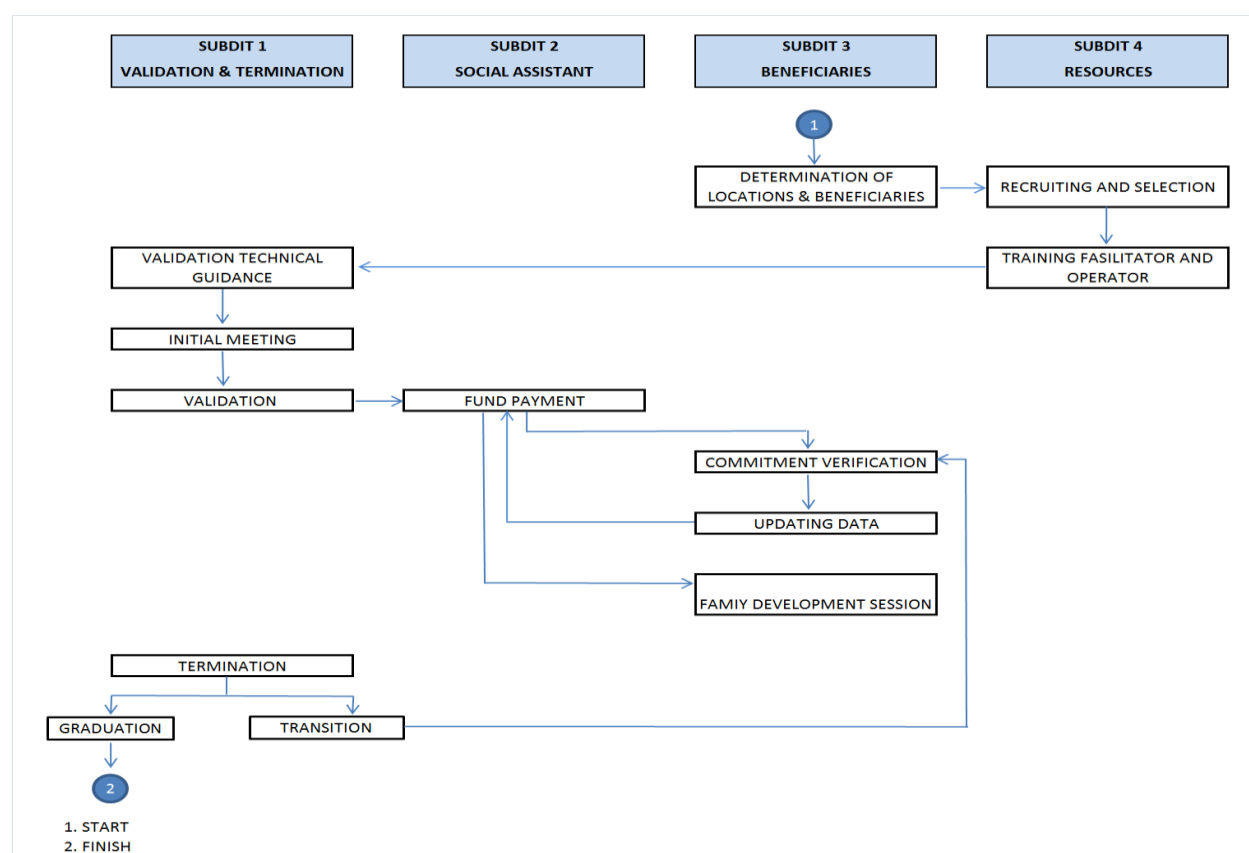 SUBDIT 1
VALIDATION & TERMINATION
SUBDIT 2
SOCIAL ASSISTANT
SUBDIT 3
BENEFICIARIES
SUBDIT 4
RESOURCES
1
DETERMINATION OF
LOCATIONS & BENEFICIARIES
RECRUITING AND SELECTION
VALIDATION TECHNICAL
GUIDANCE
TRAINING FASILITATOR AND
OPERATOR
INITIAL MEETING
VALIDATION
FUND PAYMENT
COMMITMENT VERIFICATION
UPDATING DATA
FAMIY DEVELOPMENT SESSION
TERMINATION
GRADUATION
TRANSITION
2
1. START
2. FINISH